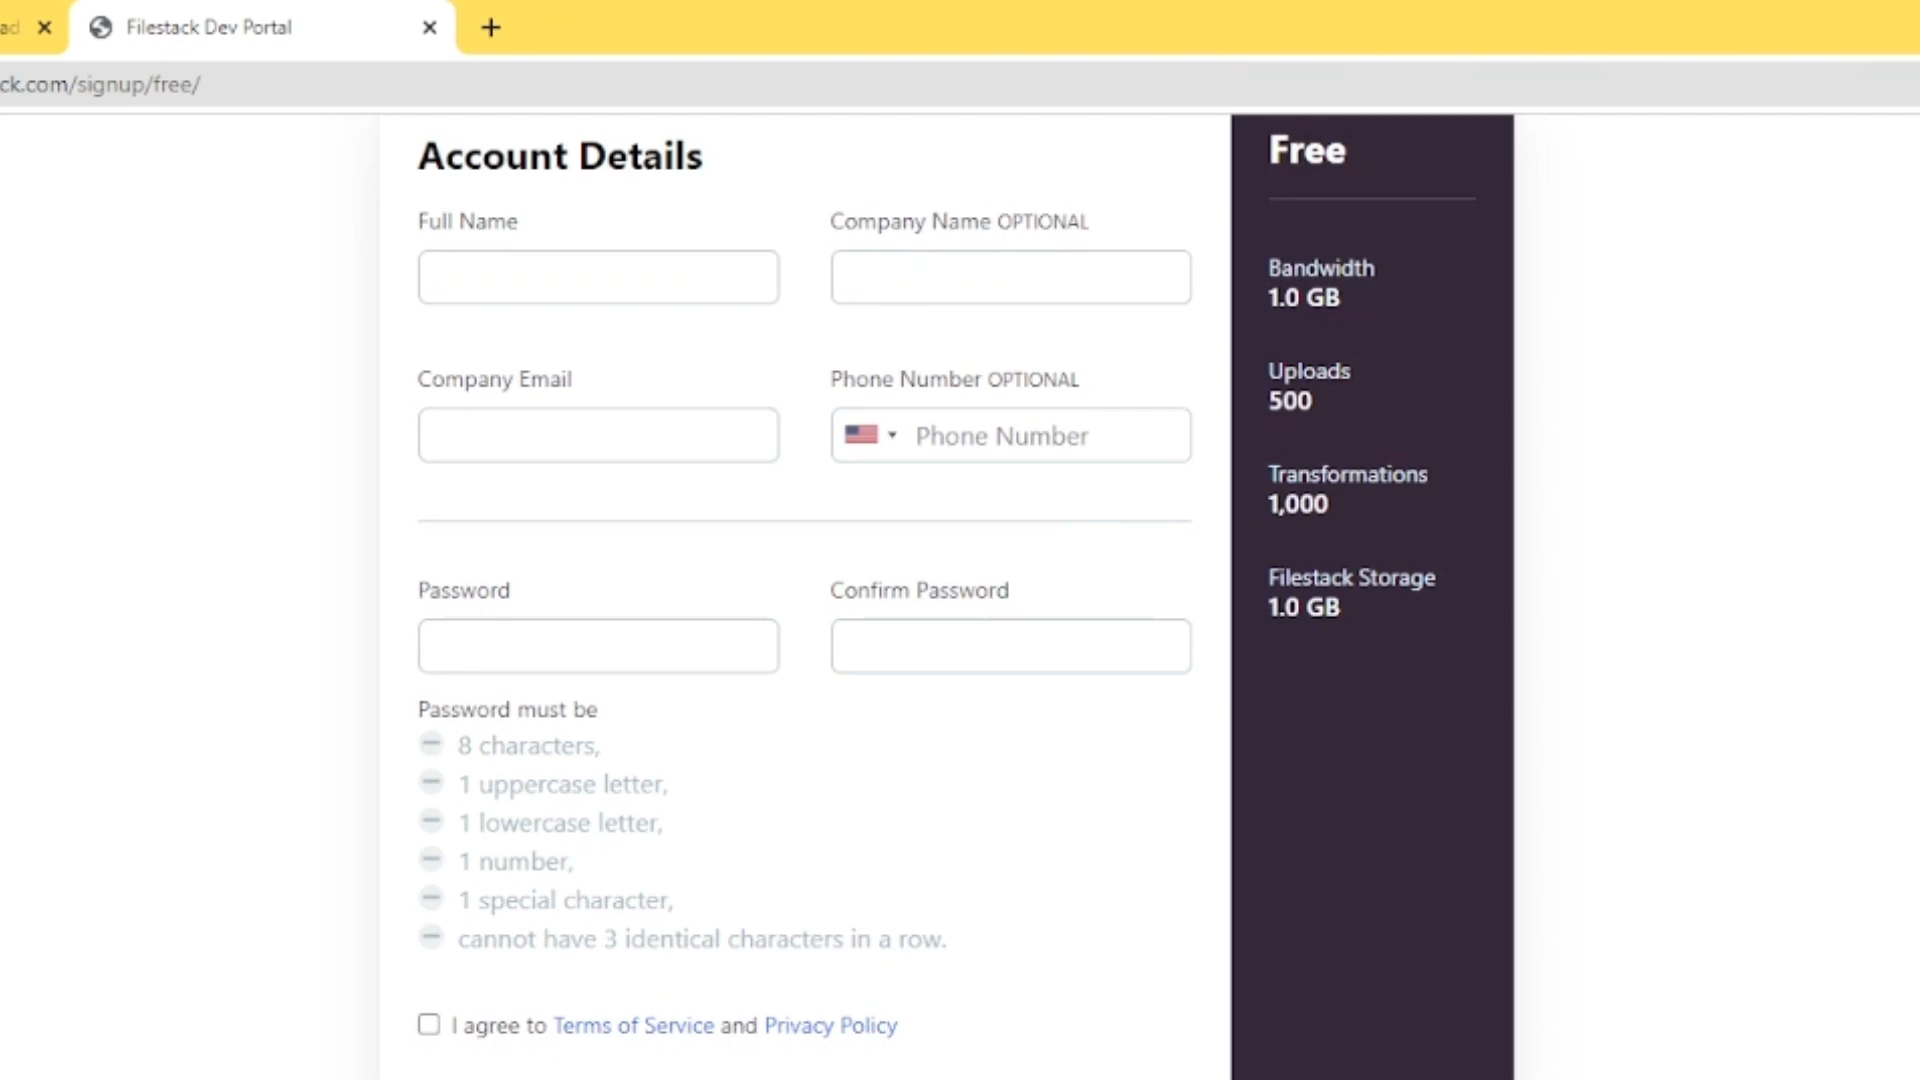 ad
Filestack Dev Portal
ck.com/signup/free/
Account Details
Full Name
Company Name OPTIONAL
Company Email
Phone Number OPTIONAL
Phone Number
Password
Confirm Password
Password must be
8 characters,
1 uppercase letter,
1 lowercase letter,
1 number,
1 special character,
cannot have 3 identical characters in a row.
I agree to Terms of Service and Privacy Policy
Free
Bandwidth
1.0 GB
Uploads
500
Transformations
1,000
Filestack Storage
1.0 GB